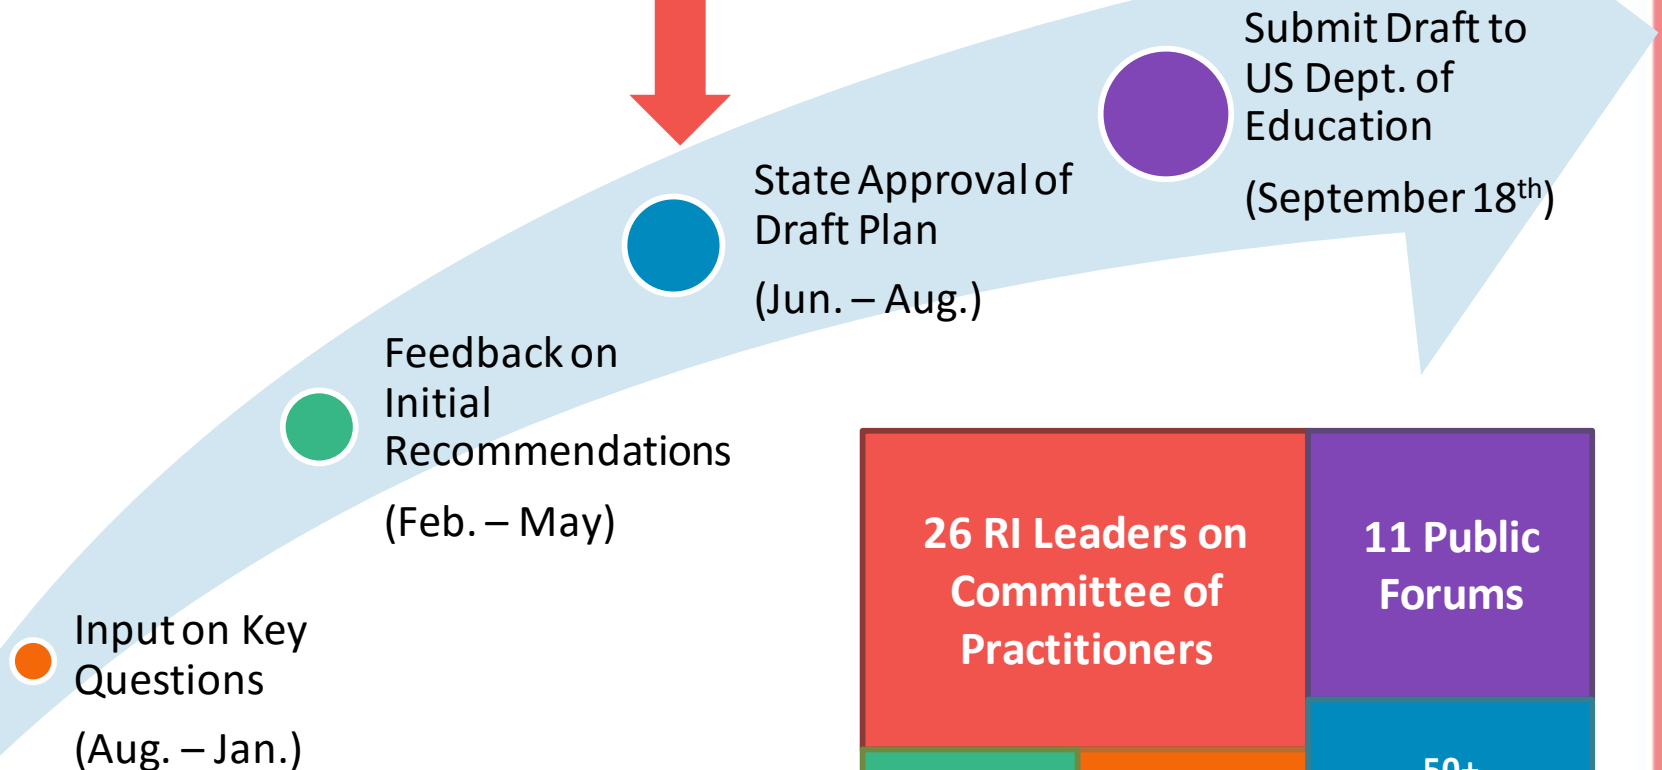 Submit Draft to
US Dept. of
Education
(September 18th)
State Approval of
Draft Plan
(Jun. – Aug.)
Feedback on
Initial
Recommendations
(Feb. – May)
Input on Key
Questions
(Aug. – Jan.)
26 RI Leaders on
Committee of
Practitioners
11 Public
Forums
50+